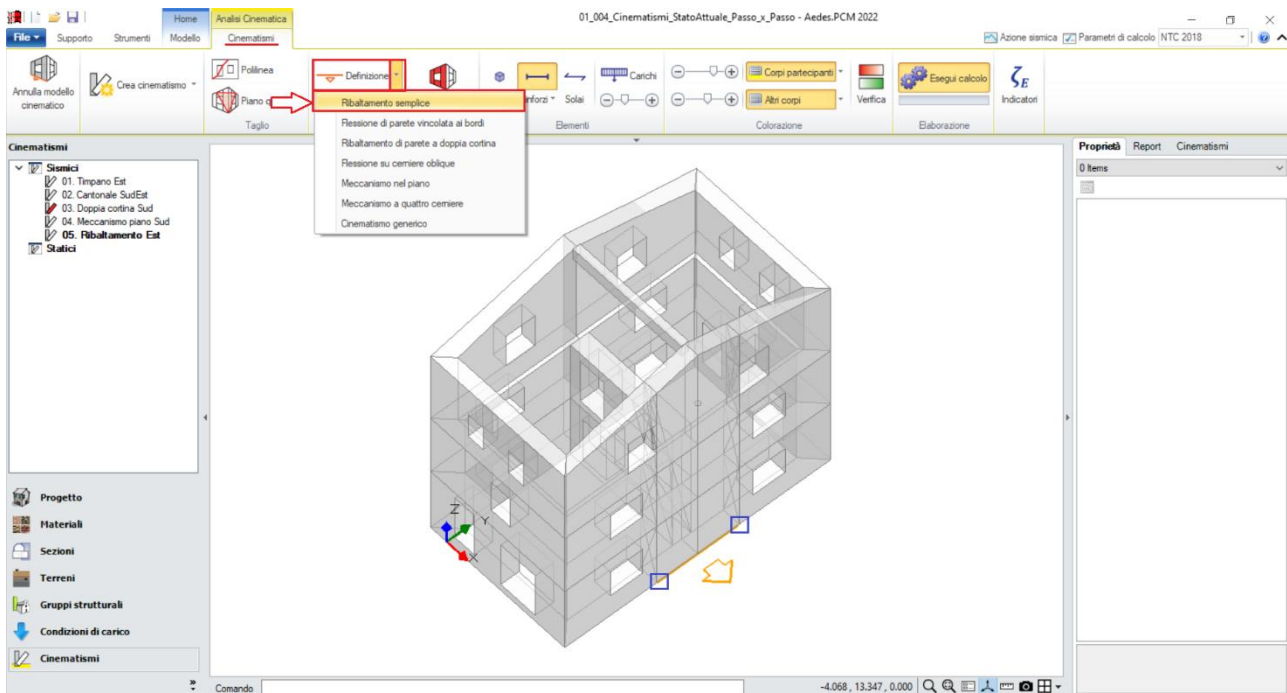 Home
Analisi Cinematica
01_004_Cinematismi_StatoAttuale_Passo_x_Passo - Aedes.PCM 2022
File
Supporto
Strumenti
Modello
Cinematismi
Azione sismica
Parametri di calcolo
NTC 2018
Annulla modello
cinematico
Crea cinematismo
Polilinea
Piano
Taglio
Definizione
Ribaltamento semplice
Flessione di parete vincolata ai bordi
Ribaltamento di parete a doppia cortina
Flessione su cerniere oblique
Meccanismo nel piano
Meccanismo a quattro cerniere
Cinematismo generico
Solai
Carichi
Elementi
Corpi partecipanti
Altri corpi
Colorazione
Verifica
Esegui calcolo
Elaborazione
ζE
Indicatori
Cinematismi
Sismici
01. Timpano Est
02. Cantonale SudEst
03. Doppia cortina Sud
04. Meccanismo piano Sud
05. Ribaltamento Est
Statici
Progetto
Materiali
Sezioni
Terreni
Gruppi strutturali
Condizioni di carico
Cinematismi
Z
Y
X
Proprietà
Report
Cinematismi
0 Items
Comando
-4.068 , 13.347 , 0.000